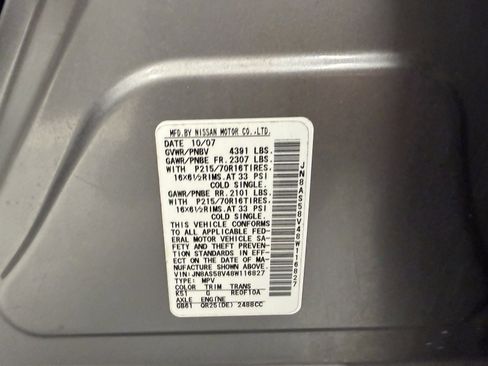 MFD.BY NISSAN MOTOR CO.,LTD.
DATE 10/07
GVWR/PNBV 4391 LBS.
GAWR/PNBE FR.2307 LBS.
WITH P215/70R16TIRES.
16X6½RIMS.AT 33 PSI
COLD SINGLE.
GAWR/PNBE RR.2101 LBS.
WITH P215/70R16TIRES.
16X6½RIMS.AT 33 PSI
COLD SINGLE.
THIS VEHICLE CONFORMS
TO ALL APPLICABLE FED-
ERAL MOTOR VEHICLE SA-
FETY AND THEFT PREVEN-
TION STANDARDS IN EFF-
ECT ON THE DATE OF MA-
NUFACTURE SHOWN ABOVE.
VIN:JN8AS58V48W116827
TYPE: MPV
COLOR TRIM TRANS
K51 G RE0F10A
AXLE ENGINE
GB61 QR25(DE) 2488CC
JN8AS58V48W116827